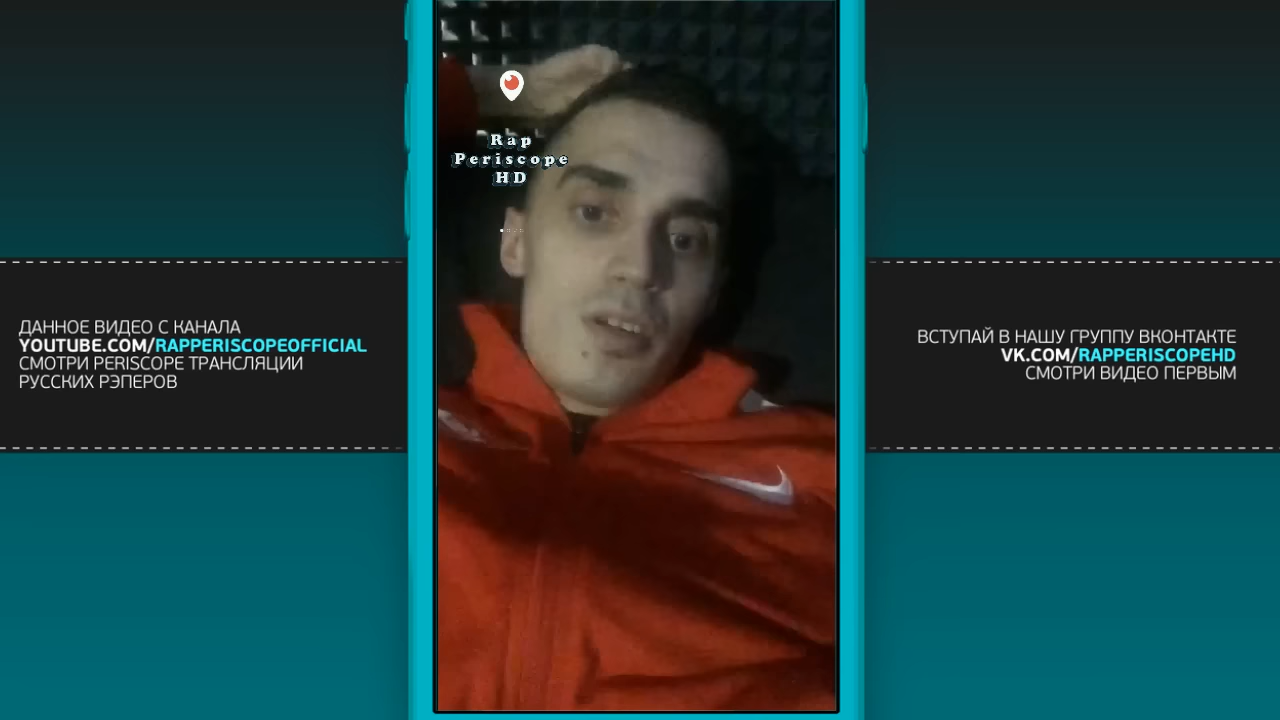 Rap
Periscope
HD
ДАННОЕ ВИДЕО С КАНАЛА
YOUTUBE.COM/RAPPERISCOPEOFFICIAL
СМОТРИ PERISCOPE ТРАНСЛЯЦИИ
РУССКИХ РЭПЕРОВ
ВСТУПАЙ В НАШУ ГРУППУ ВКОНТАКТЕ
VK.COM/RAPPERISCOPEHD
СМОТРИ ВИДЕО ПЕРВЫМ